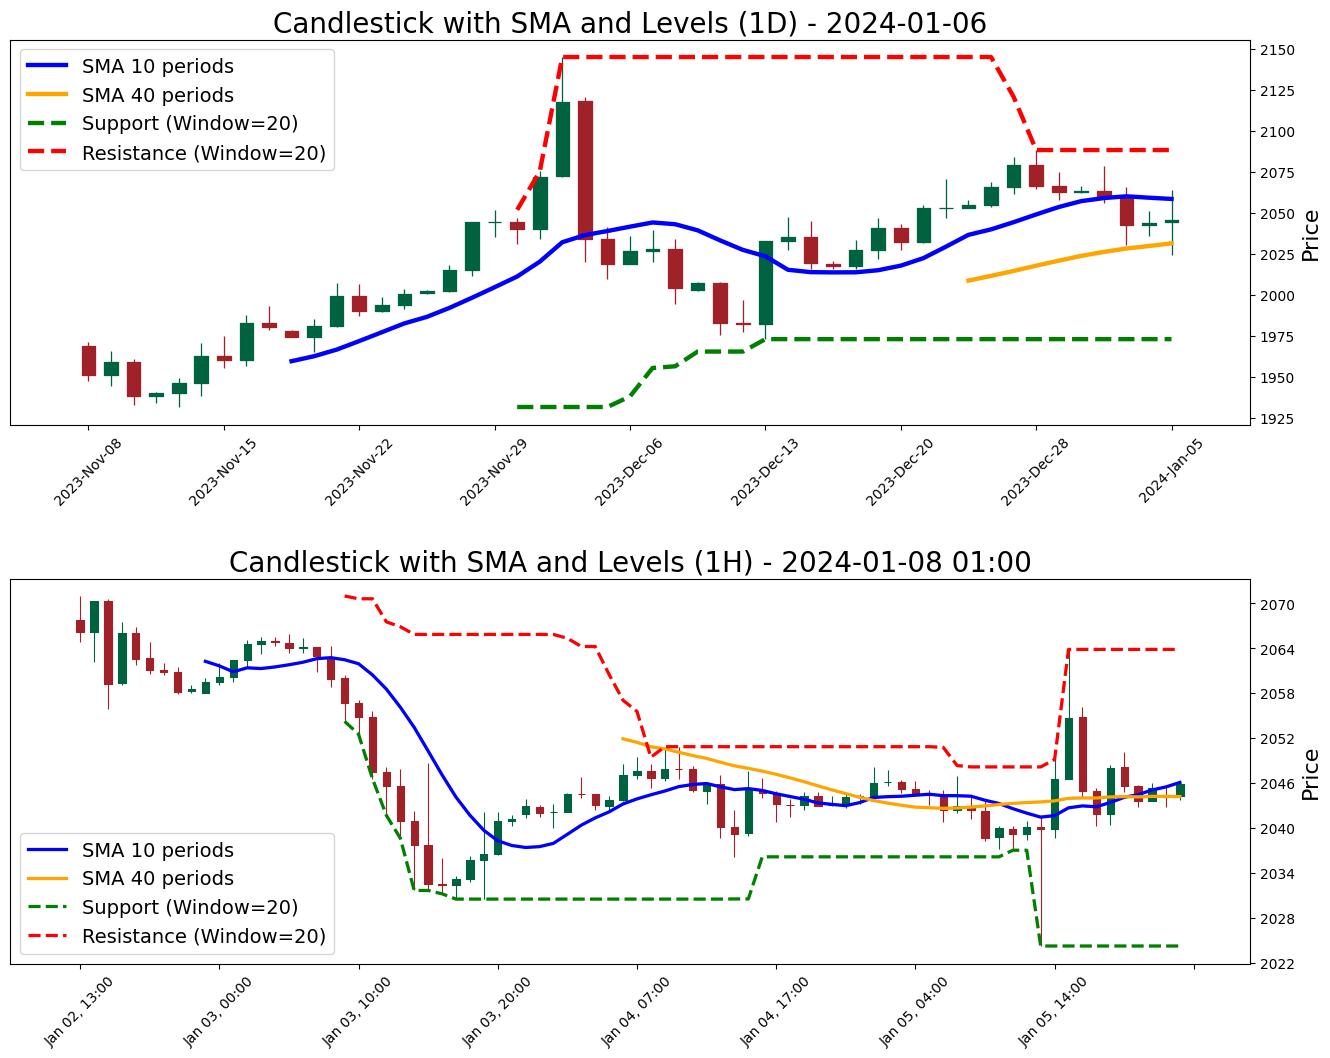 Candlestick with SMA and Levels (1D) - 2024-01-06
SMA 10 periods
SMA 40 periods
Support (Window=20)
Resistance (Window=20)
2150
2125
2100
2075
2050
2025
2000
1975
1950
1925
Price
2023-Nov-08
2023-Nov-15
2023-Nov-22
2023-Nov-29
2023-Dec-06
2023-Dec-13
2023-Dec-20
2023-Dec-28
2024-Jan-05
Candlestick with SMA and Levels (1H) - 2024-01-08 01:00
2070
2064
2058
2052
2046
2040
2034
2028
2022
Price
SMA 10 periods
SMA 40 periods
Support (Window=20)
Resistance (Window=20)
Jan 02, 13:00
Jan 03, 00:00
Jan 03, 10:00
Jan 03, 20:00
Jan 04, 07:00
Jan 04, 17:00
Jan 05, 04:00
Jan 05, 14:00